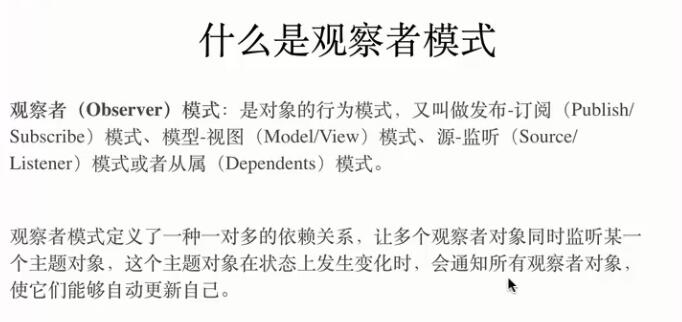 什么是观察者模式
观察者（Observer）模式：是对象的行为模式，又叫做发布-订阅（Publish/
Subscribe）模式、模型-视图（Model/View）模式、源-监听（Source/
Listener）模式或者从属（Dependents）模式。
观察者模式定义了一种一对多的依赖关系，让多个观察者对象同时监听某一
个主题对象，这个主题对象在状态上发生变化时，会通知所有观察者对象，
使它们能够自动更新自己。